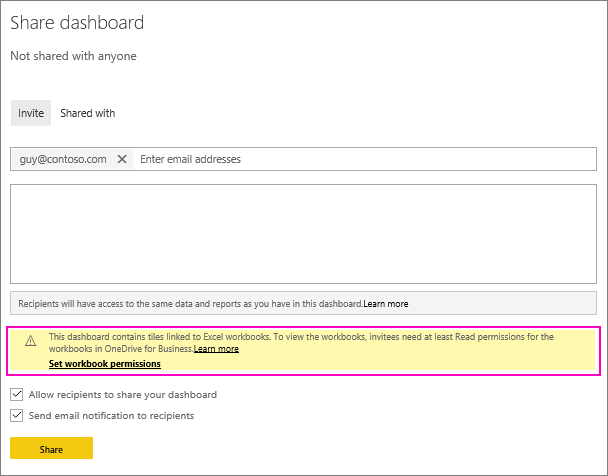 Share dashboard
Not shared with anyone
Invite Shared with
guy@contoso.com Enter email addresses
Recipients will have access to the same data and reports as you have in this dashboard.Learn more
This dashboard contains tiles linked to Excel workbooks. To view the workbooks, invitees need at least Read permissions for the
workbooks in OneDrive for Business.Learn more
Set workbook permissions
Allow recipients to share your dashboard
Send email notification to recipients
Share